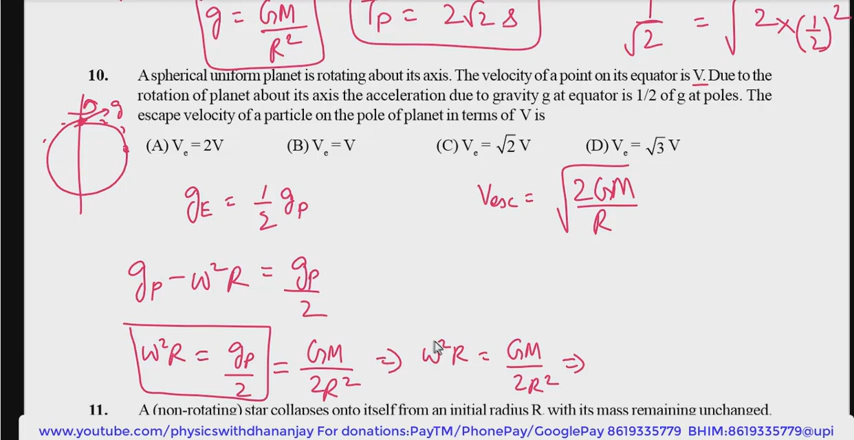 g = GM/R² Tp = 2√2 s 1/√2 = √2×(1/2)²
10. A spherical uniform planet is rotating about its axis. The velocity of a point on its equator is V. Due to the
rotation of planet about its axis the acceleration due to gravity g at equator is 1/2 of g at poles. The
escape velocity of a particle on the pole of planet in terms of V is
g
(A) Vₑ = 2V (B) Vₑ = V (C) Vₑ = √2 V (D) Vₑ = √3 V
gE = 1/2 gp Vesc = √2GM/R
gp - ω²R = gp/2
ω²R = gp/2 = GM/2R² ⇒ ω²R = GM/2R² ⇒
11. A (non-rotating) star collapses onto itself from an initial radius R, with its mass remaining unchanged.
www.youtube.com/physicswithdhananjay For donations:PayTM/PhonePay/GooglePay 8619335779 BHIM:8619335779@upi